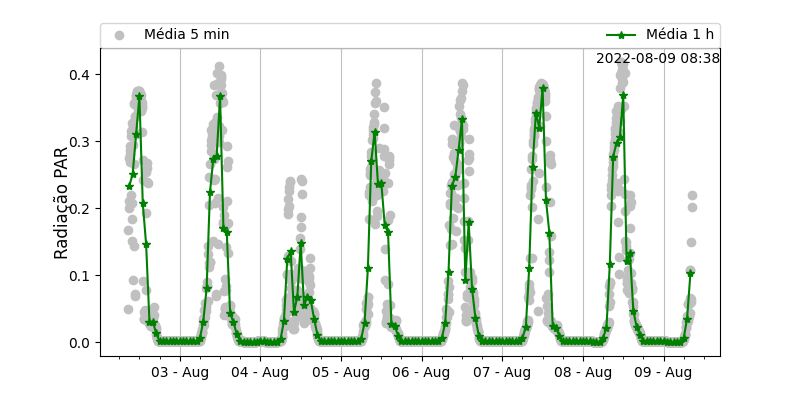 Média 5 min
Média 1 h
2022-08-09 08:38
Radiação PAR
0.4
0.3
0.2
0.1
0.0
03 - Aug
04 - Aug
05 - Aug
06 - Aug
07 - Aug
08 - Aug
09 - Aug